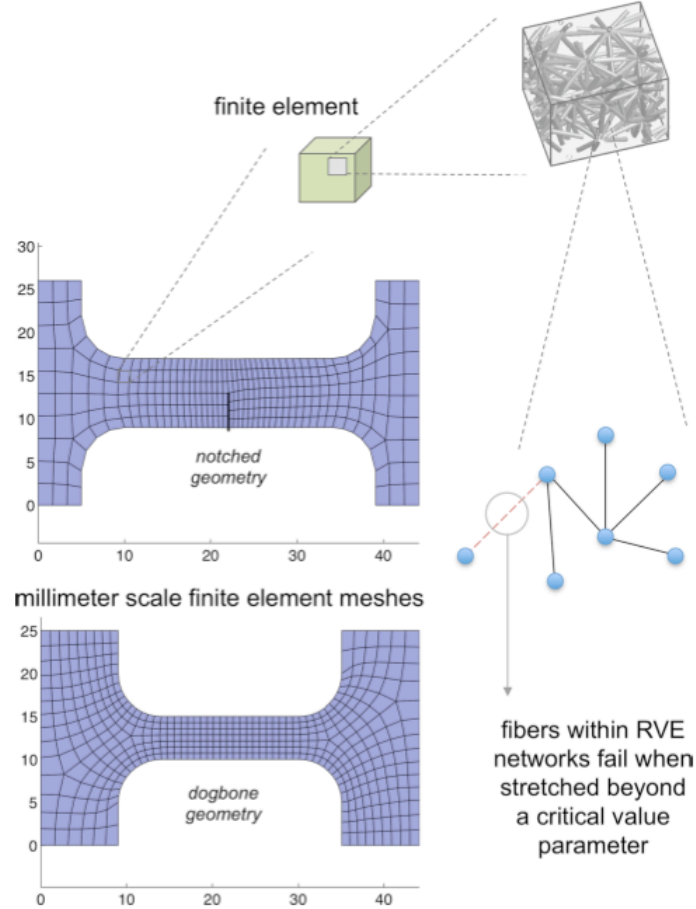 finite element
30
25
20
15
10
5
0
notched
geometry
0 10 20 30 40
millimeter scale finite element meshes
25
20
15
10
5
0
dogbone
geometry
0 10 20 30 40
fibers within RVE
networks fail when
stretched beyond
a critical value
parameter